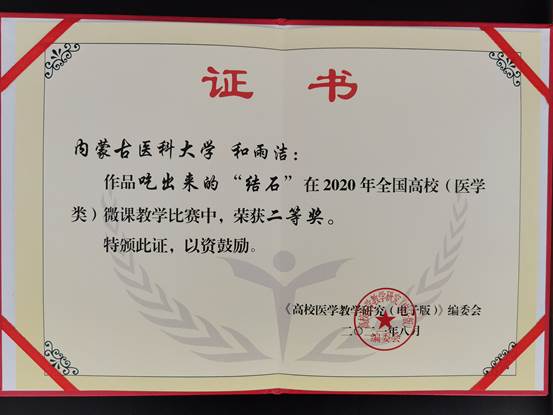 证书
内蒙古医科大学 和雨洁：
作品吃出来的“结石”在2020年全国高校（医学
类）微课教学比赛中，荣获二等奖。
特颁此证，以资鼓励。
《高校医学教学研究（电子版）》编委会
二〇二一年八月
编委会